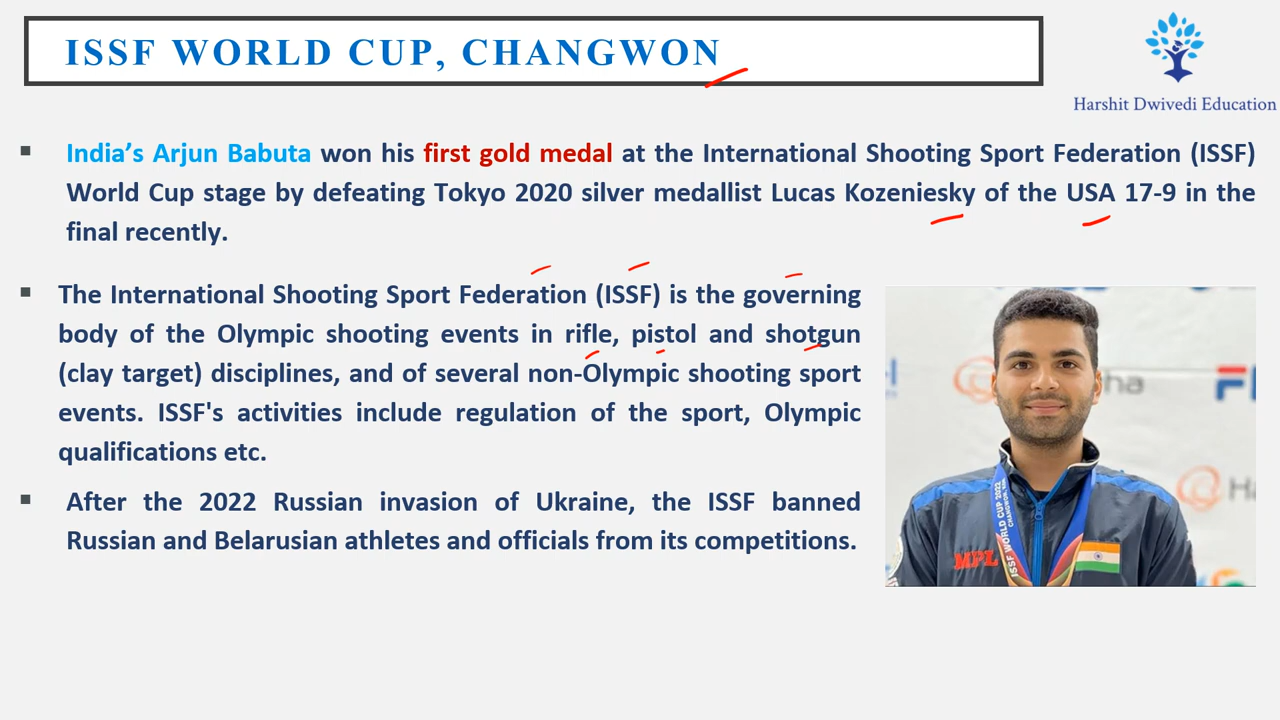 ISSF WORLD CUP, CHANGWON
Harshit Dwivedi Education
▪ India’s Arjun Babuta won his first gold medal at the International Shooting Sport Federation (ISSF)
World Cup stage by defeating Tokyo 2020 silver medallist Lucas Kozeniesky of the USA 17-9 in the
final recently.
▪ The International Shooting Sport Federation (ISSF) is the governing
body of the Olympic shooting events in rifle, pistol and shotgun
(clay target) disciplines, and of several non-Olympic shooting sport
events. ISSF's activities include regulation of the sport, Olympic
qualifications etc.
▪ After the 2022 Russian invasion of Ukraine, the ISSF banned
Russian and Belarusian athletes and officials from its competitions.
MPL
ISSF WORLD CUP 2022